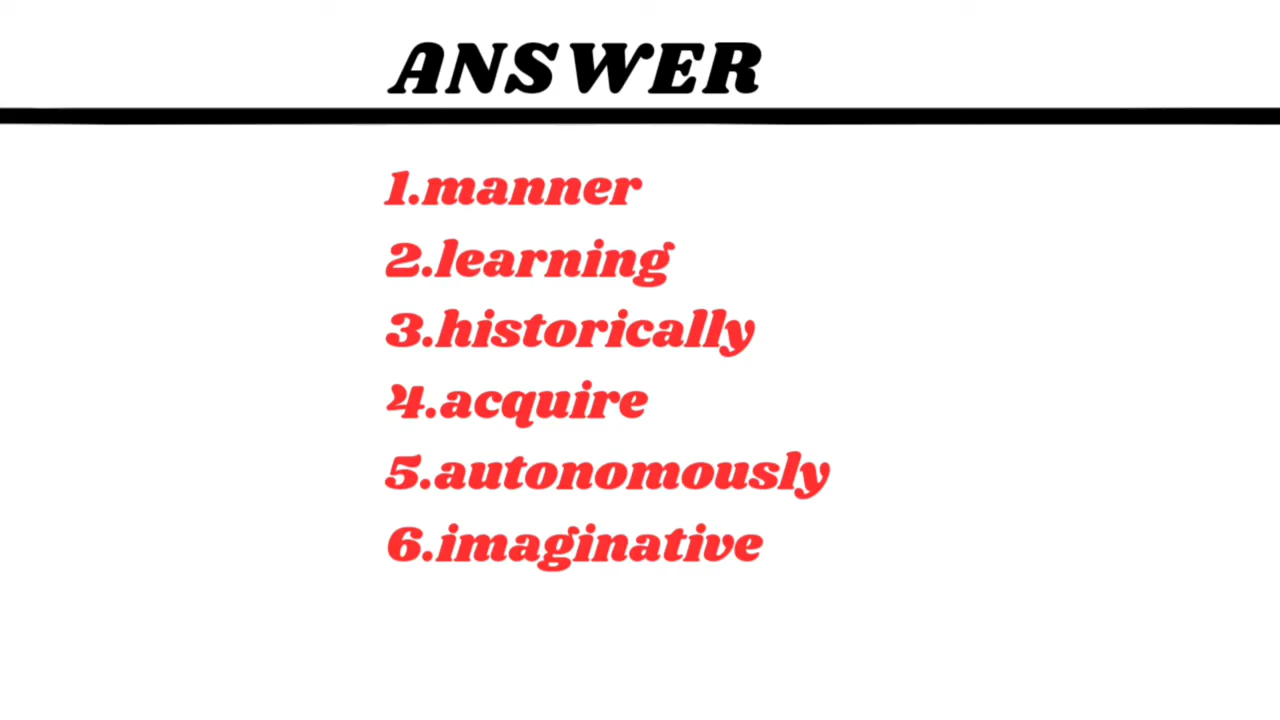 ANSWER
1.manner
2.learning
3.historically
4.acquire
5.autonomously
6.imaginative